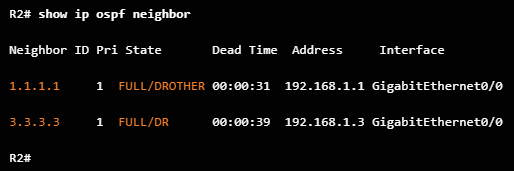 R2# show ip ospf neighbor
Neighbor ID Pri State Dead Time Address Interface
1.1.1.1 1 FULL/DROTHER 00:00:31 192.168.1.1 GigabitEthernet0/0
3.3.3.3 1 FULL/DR 00:00:39 192.168.1.3 GigabitEthernet0/0
R2#